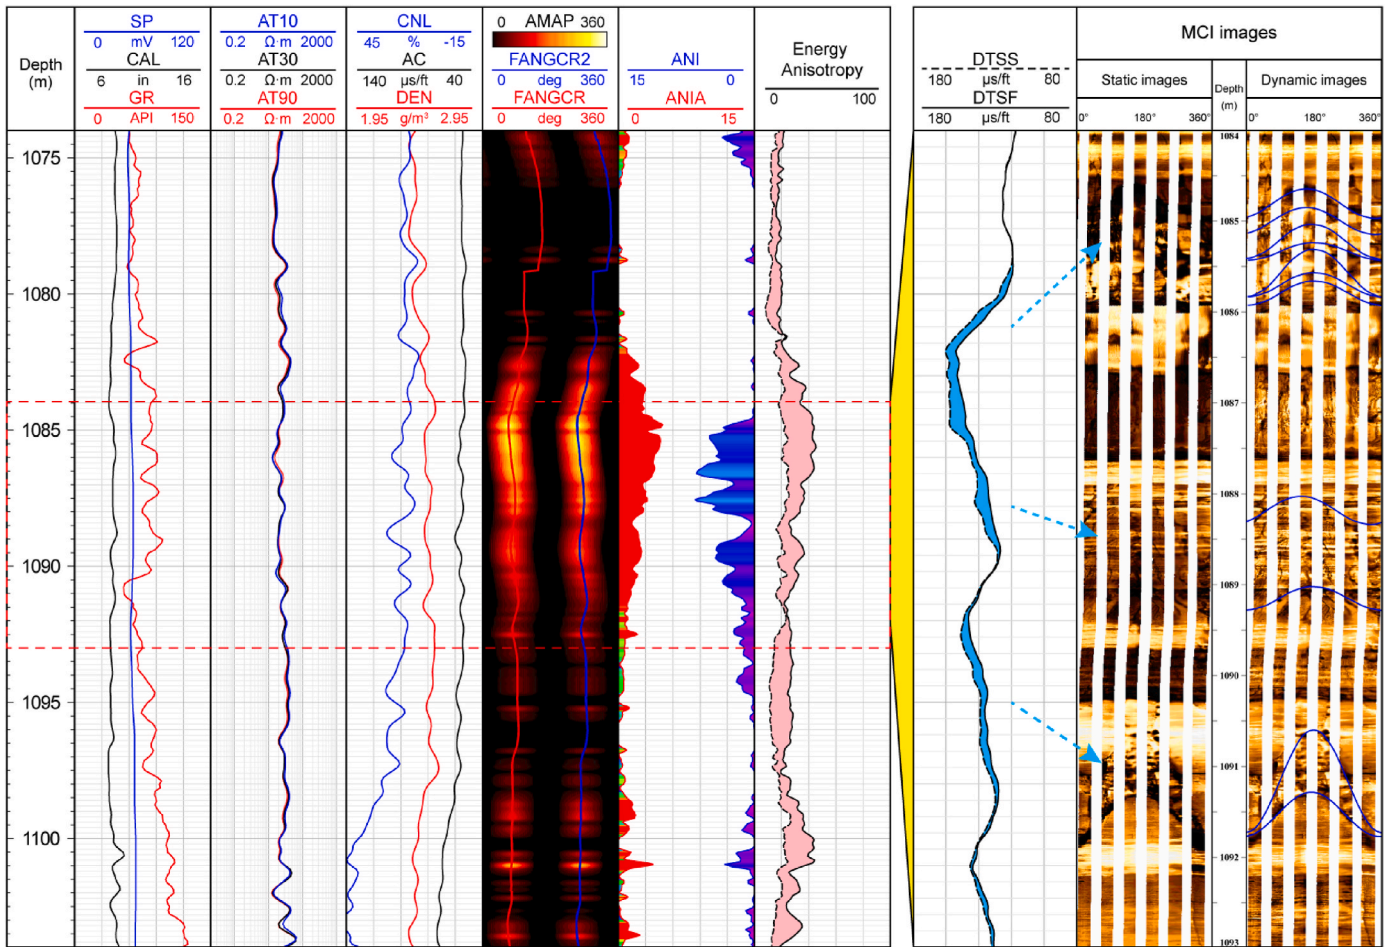 Depth
(m)
SP
0 mV 120
CAL
6 in 16
GR
0 API 150
AT10
0.2 Ω·m 2000
AT30
0.2 Ω·m 2000
AT90
0.2 Ω·m 2000
CNL
45 % -15
AC
140 μs/ft 40
DEN
1.95 g/m³ 2.95
0 AMAP 360
FANGCR2
0 deg 360
FANGCR
0 deg 360
ANI
15 0
ANIA
0 15
Energy
Anisotropy
0 100
DTSS
180 μs/ft 80
DTSF
180 μs/ft 80
MCI images
Static images
Depth
(m)
Dynamic images
0° 180° 360°
0° 180° 360°
1075
1080
1085
1090
1095
1100
1084
1085
1086
1087
1088
1089
1090
1091
1092
1093